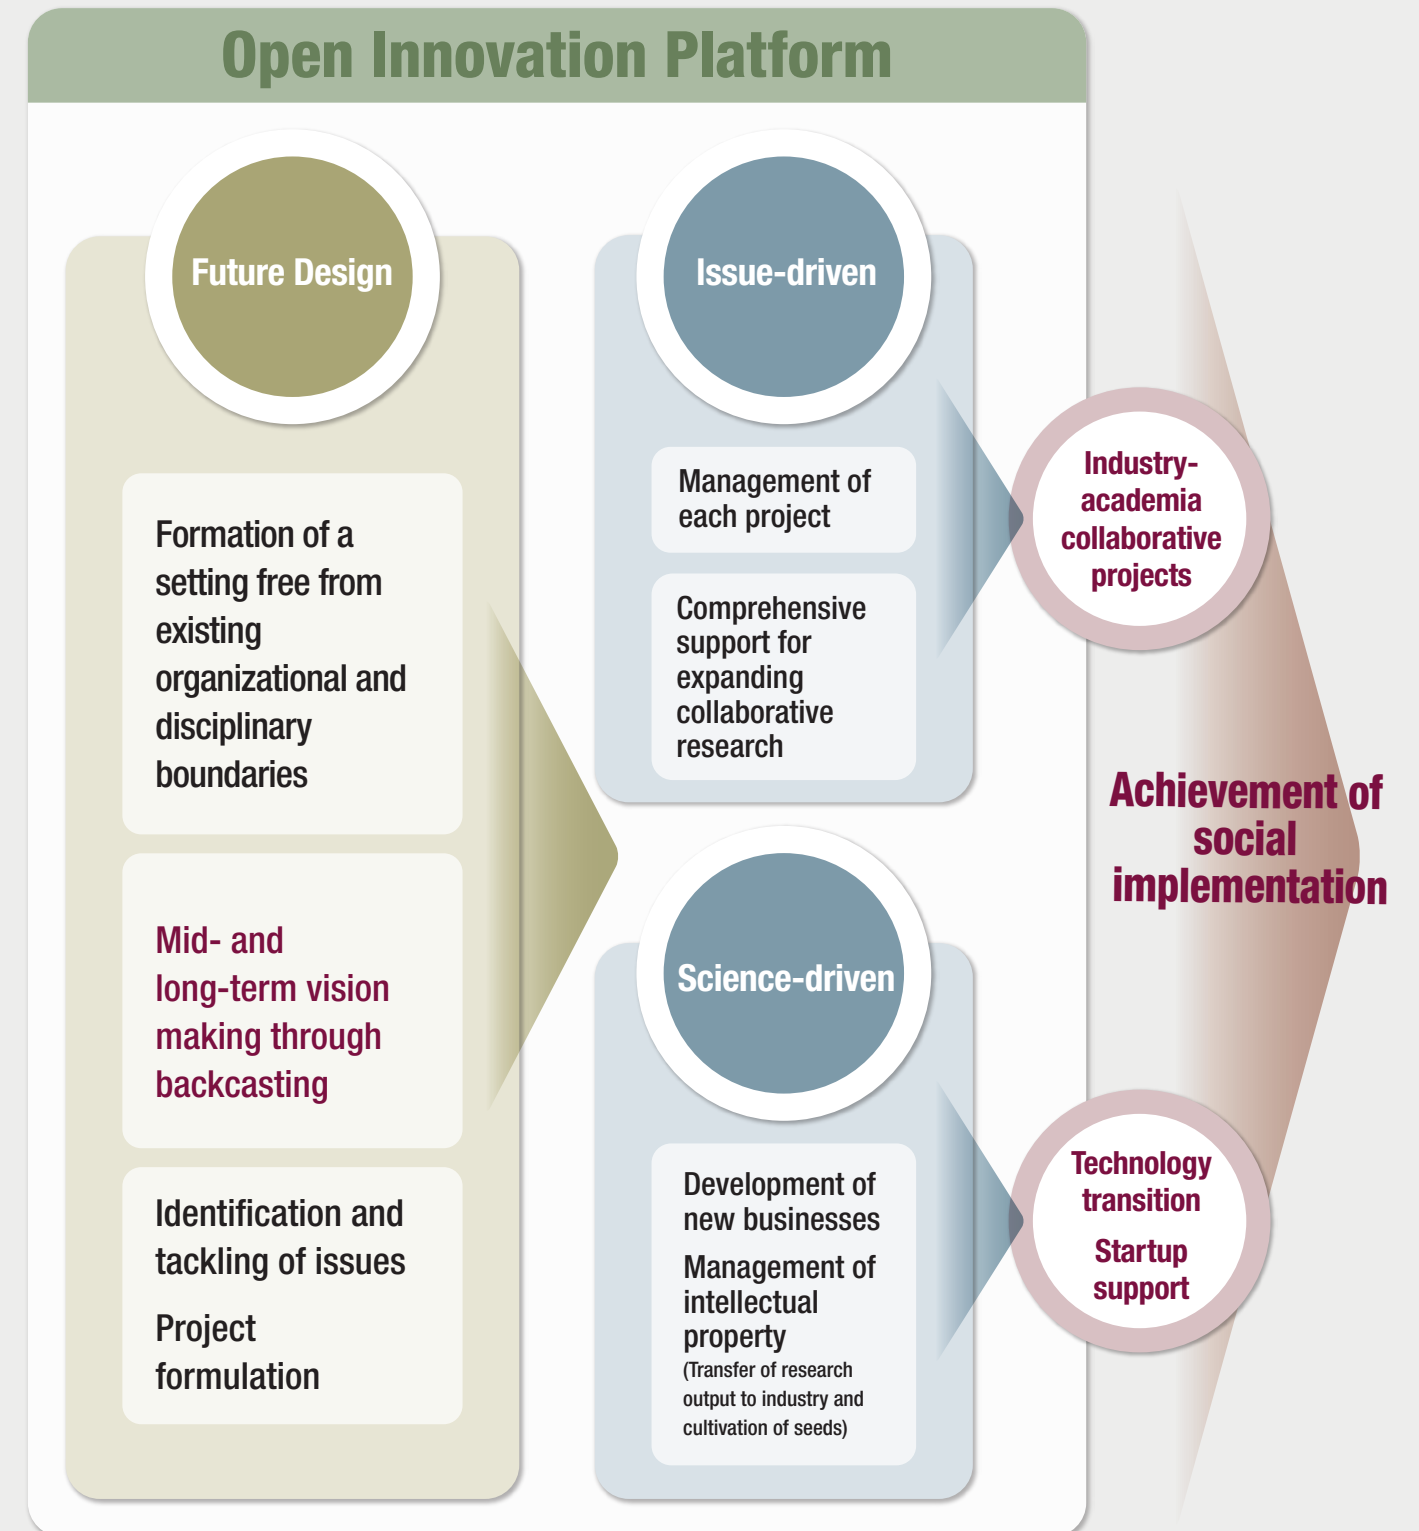 Open Innovation Platform
Future Design
Formation of a
setting free from
existing
organizational and
disciplinary
boundaries
Mid- and
long-term vision
making through
backcasting
Identification and
tackling of issues
Project
formulation
Issue-driven
Management of
each project
Comprehensive
support for
expanding
collaborative
research
Science-driven
Development of
new businesses
Management of
intellectual
property
(Transfer of research
output to industry and
cultivation of seeds)
Industry-
academia
collaborative
projects
Technology
transition
Startup
support
Achievement of
social
implementation